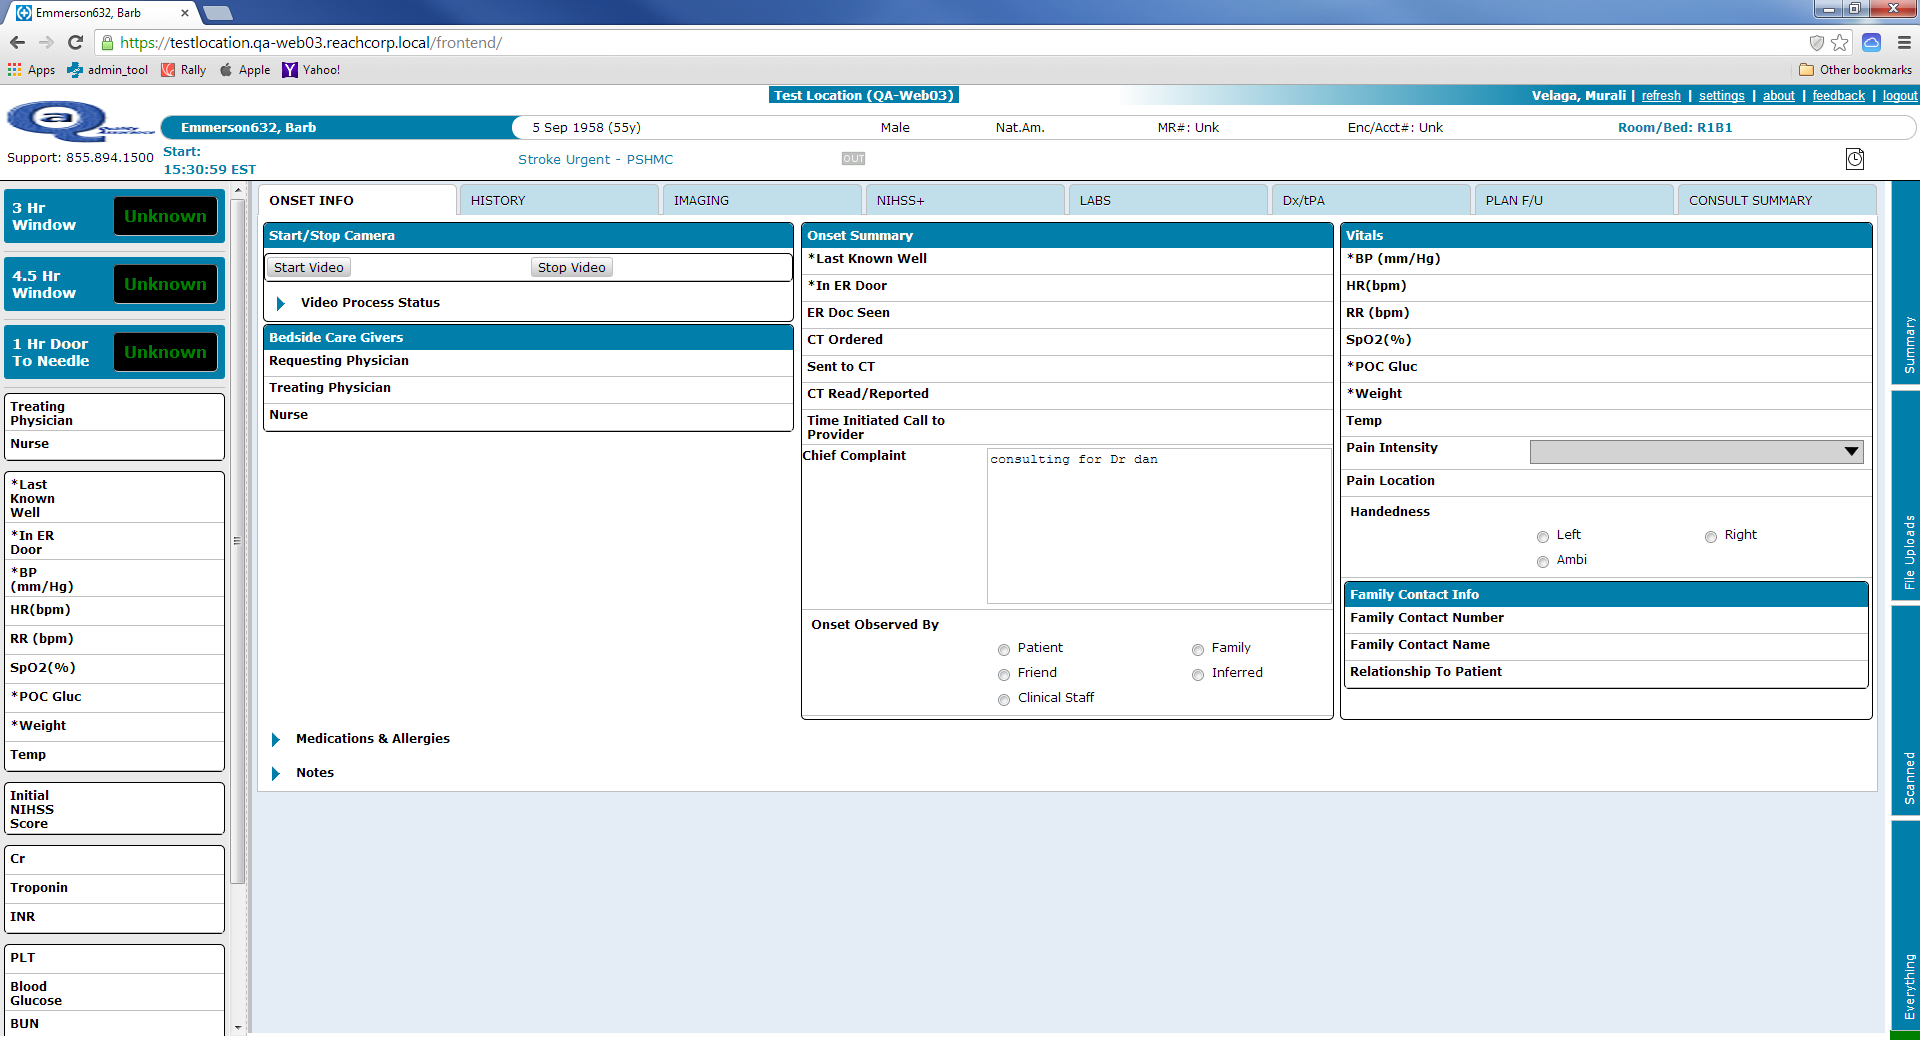 Emmerson632, Barb
https://testlocation.qa-web03.reachcorp.local/frontend/
Apps admin_tool Rally Apple Yahoo! Other bookmarks
Test Location (QA-Web03) Velaga, Murali | refresh | settings | about | feedback | logout
Qa Quality Assurance
Emmerson632, Barb 5 Sep 1958 (55y) Male Nat.Am. MR#: Unk Enc/Acct#: Unk Room/Bed: R1B1
Support: 855.894.1500
Start:
15:30:59 EST
Stroke Urgent - PSHMC OUT
3 Hr
Window
Unknown
4.5 Hr
Window
Unknown
1 Hr Door
To Needle
Unknown
Treating
Physician
Nurse
*Last
Known
Well
*In ER
Door
*BP
(mm/Hg)
HR(bpm)
RR (bpm)
SpO2(%)
*POC Gluc
*Weight
Temp
Initial
NIHSS
Score
Cr
Troponin
INR
PLT
Blood
Glucose
BUN
ONSET INFO HISTORY IMAGING NIHSS+ LABS Dx/tPA PLAN F/U CONSULT SUMMARY
Start/Stop Camera
Start Video Stop Video
Video Process Status
Bedside Care Givers
Requesting Physician
Treating Physician
Nurse
Onset Summary
*Last Known Well
*In ER Door
ER Doc Seen
CT Ordered
Sent to CT
CT Read/Reported
Time Initiated Call to
Provider
Chief Complaint consulting for Dr dan
Onset Observed By
Patient Family
Friend Inferred
Clinical Staff
Vitals
*BP (mm/Hg)
HR(bpm)
RR (bpm)
SpO2(%)
*POC Gluc
*Weight
Temp
Pain Intensity
Pain Location
Handedness
Left Right
Ambi
Family Contact Info
Family Contact Number
Family Contact Name
Relationship To Patient
Medications & Allergies
Notes
Summary
File Uploads
Scanned
Everything